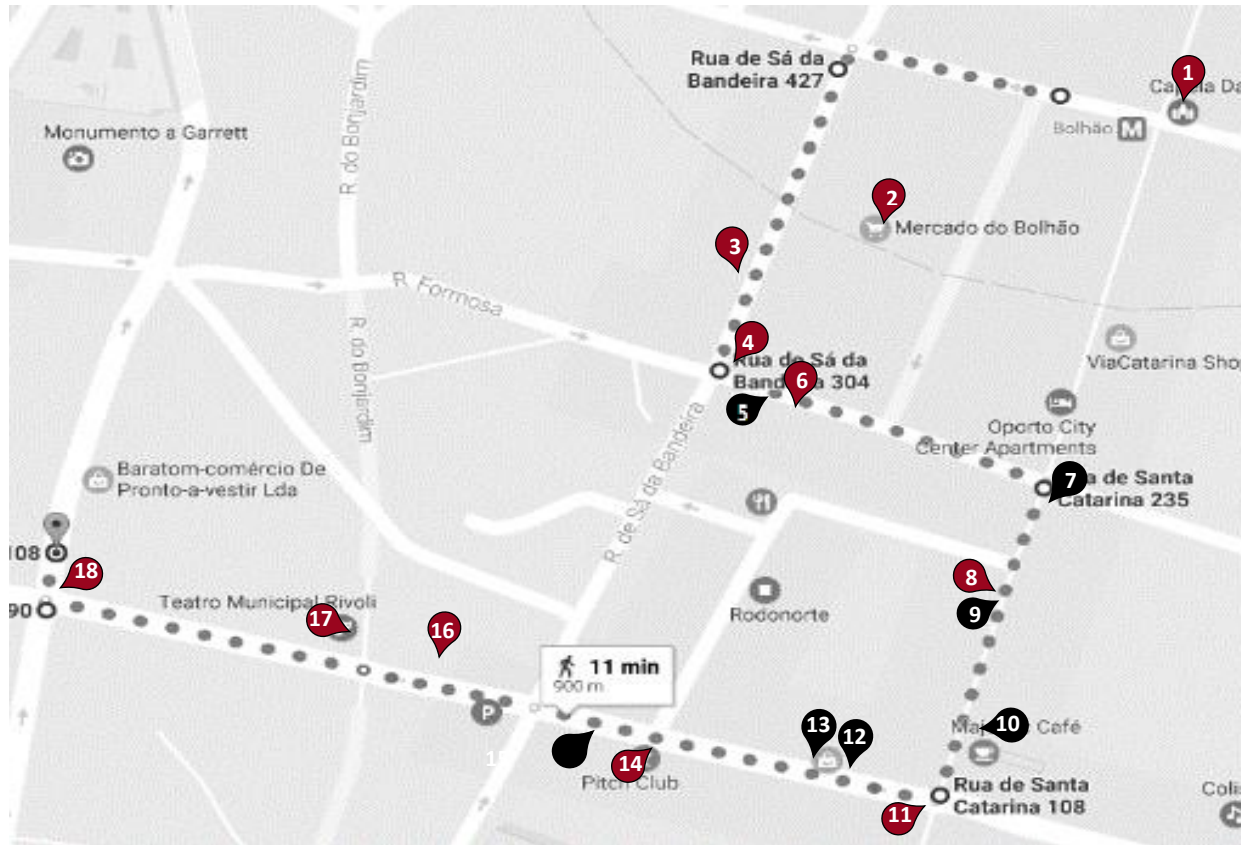 Rua de Sá da
Bandeira 427
1
Bolhão M
Monumento a Garrett
R. do Bonjardim
2
Mercado do Bolhão
3
R. Formosa
4
Rua de Sá da
6
5
304
ViaCatarina
R. do Bonjardim
Oporto City
Center Apartments
7
de Santa
Catarina 235
R. de Sá da Bandeira
Baratom-comércio De
Pronto-a-vestir Lda
108
18
90
Teatro Municipal Rivoli
17
16
8
9
Rodonorte
11 min
900 m
P
10
Café
13
12
14
Pitch Club
11
Rua de Santa
Catarina 108